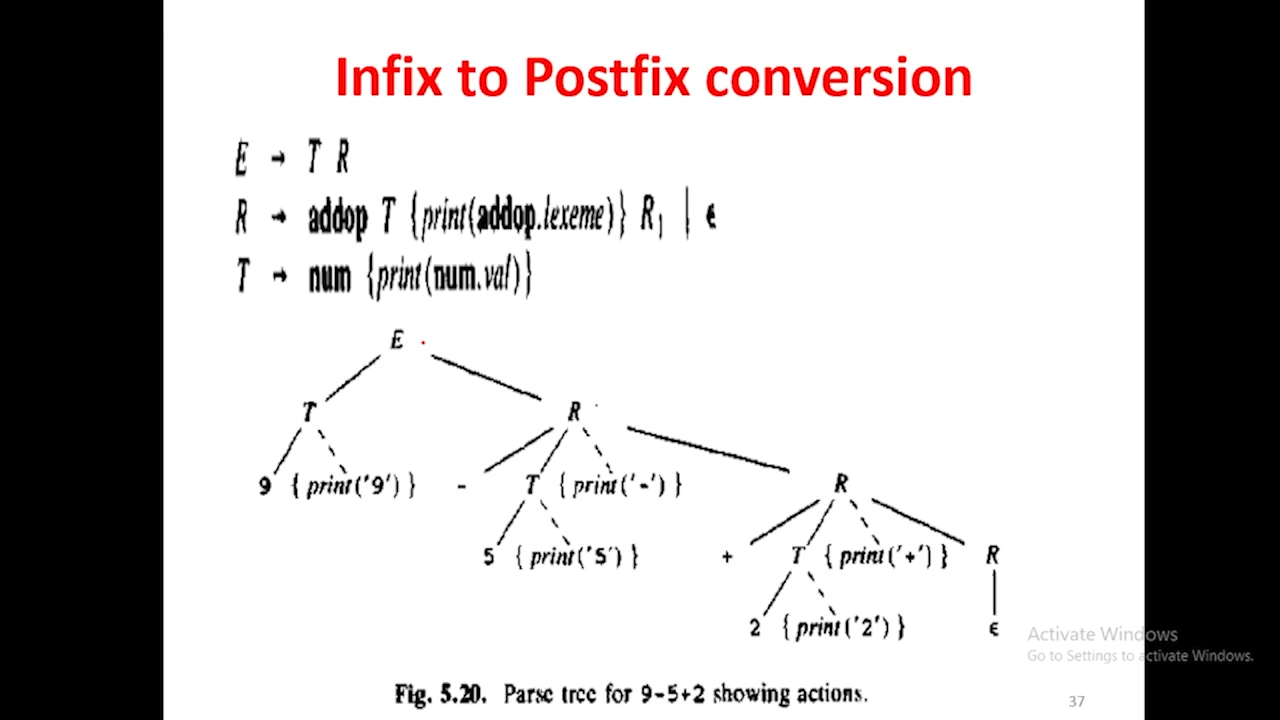 Infix to Postfix conversion
E → T R
R → addop T {print(addop.lexeme)} R₁ | ϵ
T → num {print(num.val)}
E
T R
9 { print('9') } - T { print('-') } R
5 { print('5') } + T { print('+') } R
2 { print('2') } ϵ
Activate Windows
Go to Settings to activate Windows.
Fig. 5.20. Parse tree for 9-5+2 showing actions.
37